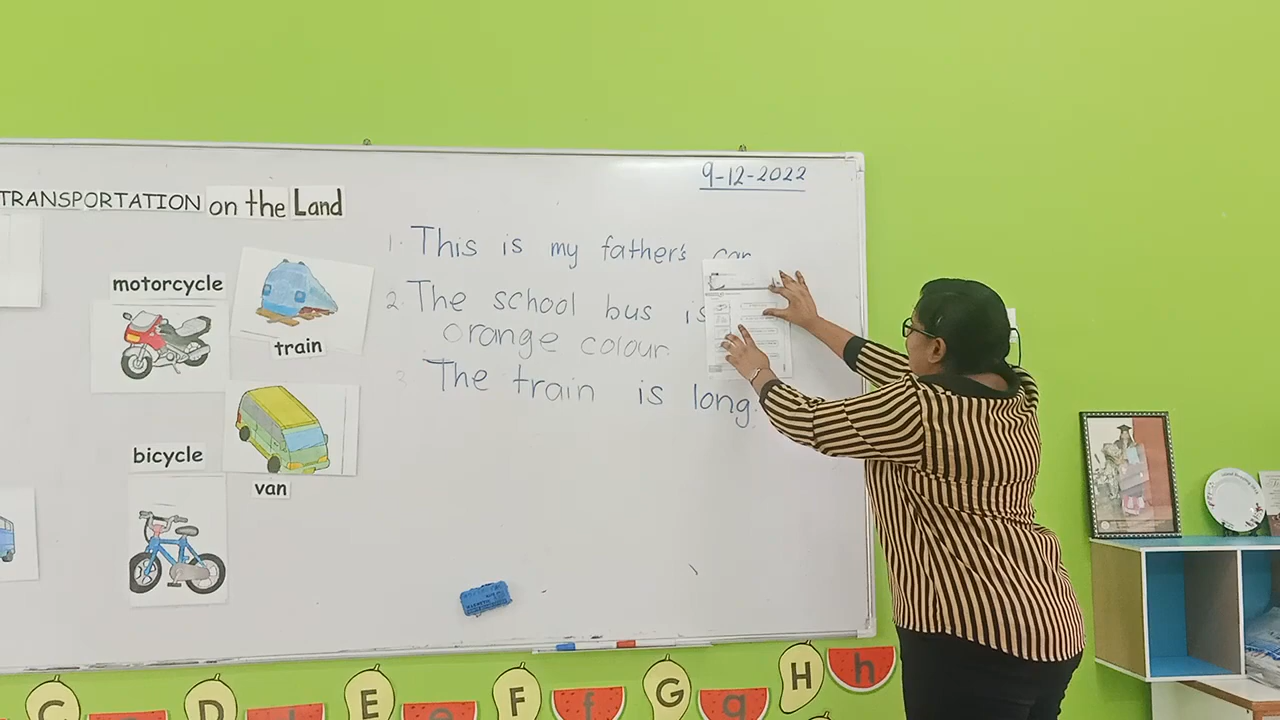 9-12-2022
TRANSPORTATION on the Land
1. This is my father's car
2. The school bus is
orange colour.
3. The train is long.
motorcycle
train
bicycle
van
C
D
E
e
F
f
G
g
H
h